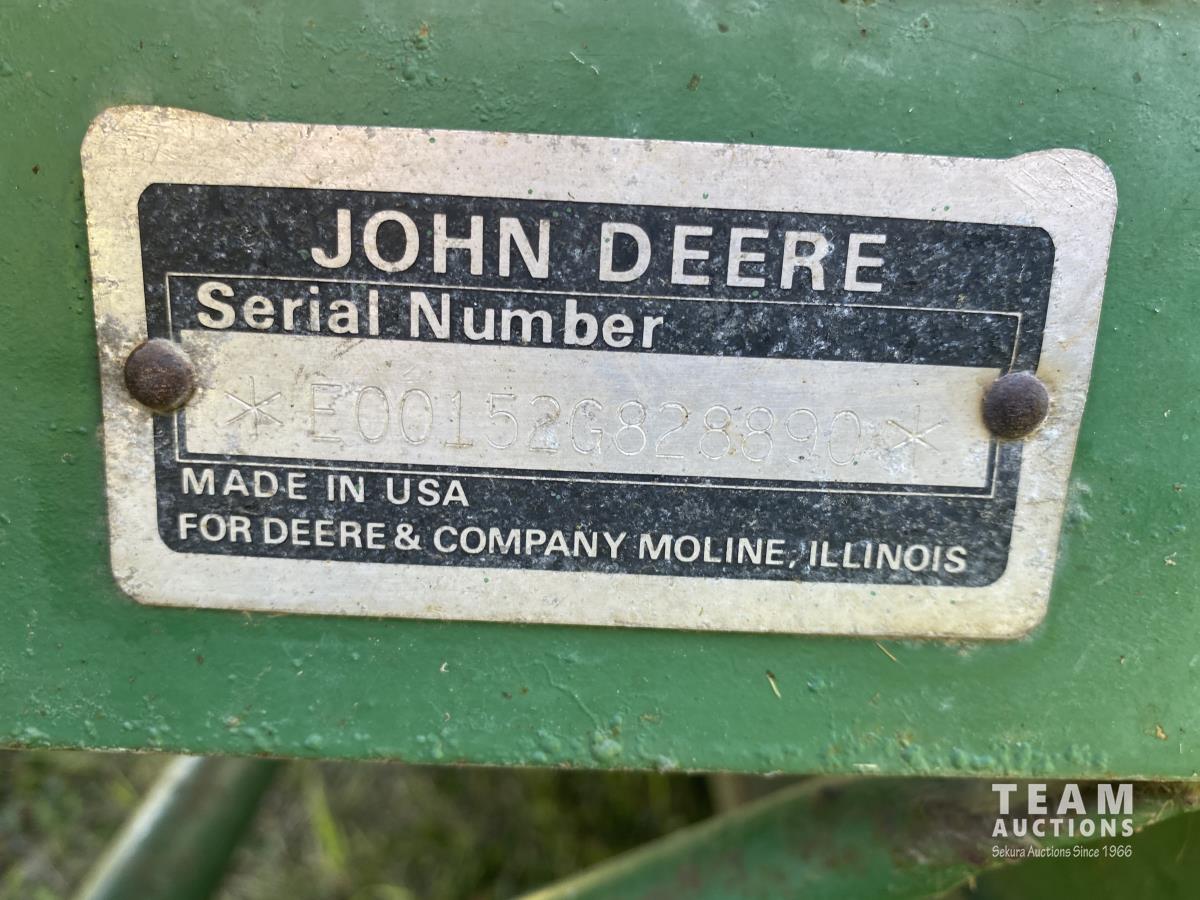 JOHN DEERE
Serial Number
*E00152G828890*
MADE IN USA
FOR DEERE & COMPANY MOLINE, ILLINOIS
TEAM
AUCTIONS
Sekura Auctions Since 1966